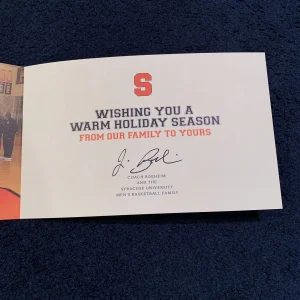 S
WISHING YOU A
WARM HOLIDAY SEASON
FROM OUR FAMILY TO YOURS
COACH BOEHEIM
AND THE
SYRACUSE UNIVERSITY
MEN'S BASKETBALL FAMILY